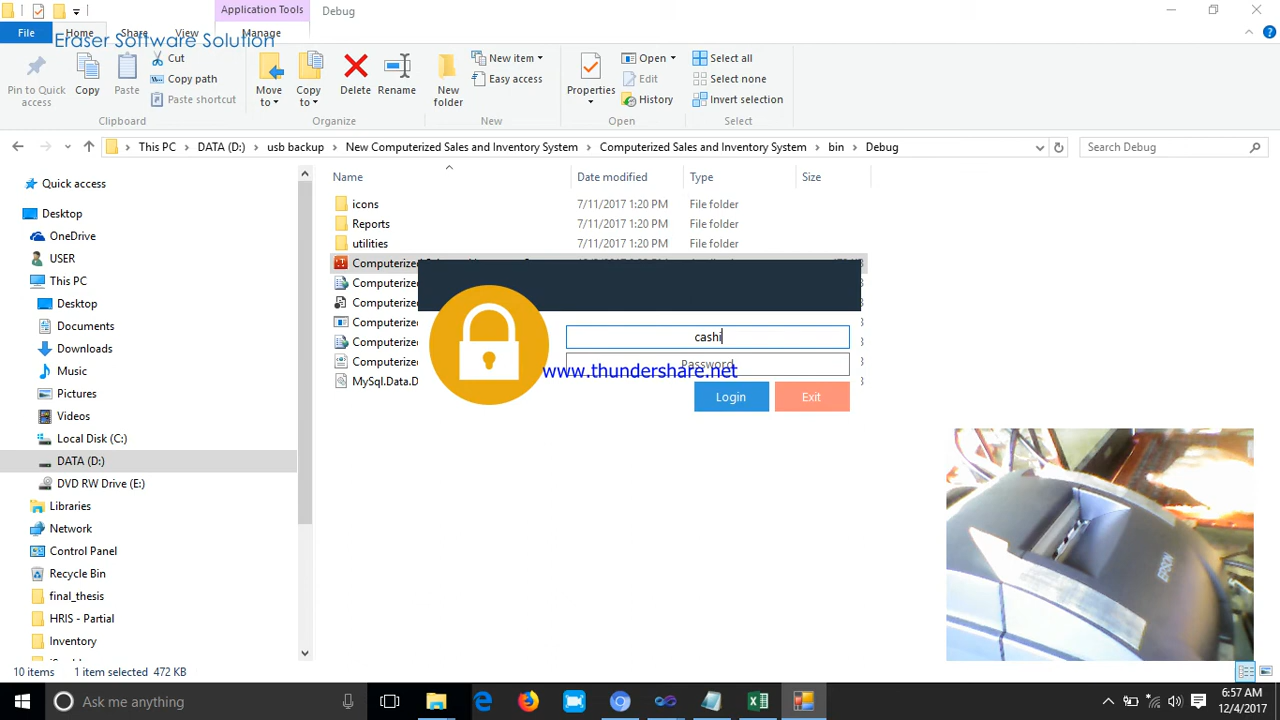 Application Tools
Debug
File
Home
Share
View
Manage
Eraser Software Solution
Pin to Quick access
Copy
Paste
Cut
Copy path
Paste shortcut
Clipboard
Move to
Copy to
Delete
Rename
Organize
New folder
New item
Easy access
New
Properties
Open
Edit
History
Open
Select all
Select none
Invert selection
Select
This PC
DATA (D:)
usb backup
New Computerized Sales and Inventory System
Computerized Sales and Inventory System
bin
Debug
Search Debug
Quick access
Desktop
OneDrive
USER
This PC
Desktop
Documents
Downloads
Music
Pictures
Videos
Local Disk (C:)
DATA (D:)
DVD RW Drive (E:)
Libraries
Network
Control Panel
Recycle Bin
final_thesis
HRIS - Partial
Inventory
Name
Date modified
Type
Size
icons 7/11/2017 1:20 PM File folder
Reports 7/11/2017 1:20 PM File folder
utilities 7/11/2017 1:20 PM File folder
MySql.Data.D
cashi
Password
www.thundershare.net
Login
Exit
EPSON
10 items
1 item selected 472 KB
Ask me anything
6:57 AM
12/4/2017